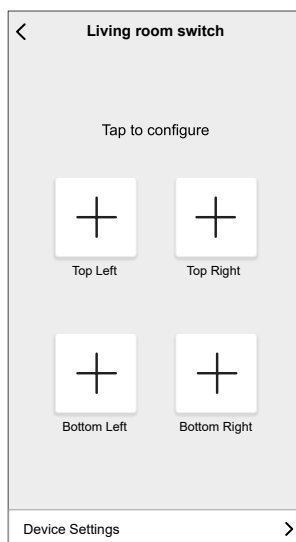 Living room switch
Tap to configure
Top Left Top Right
Bottom Left Bottom Right
Device Settings